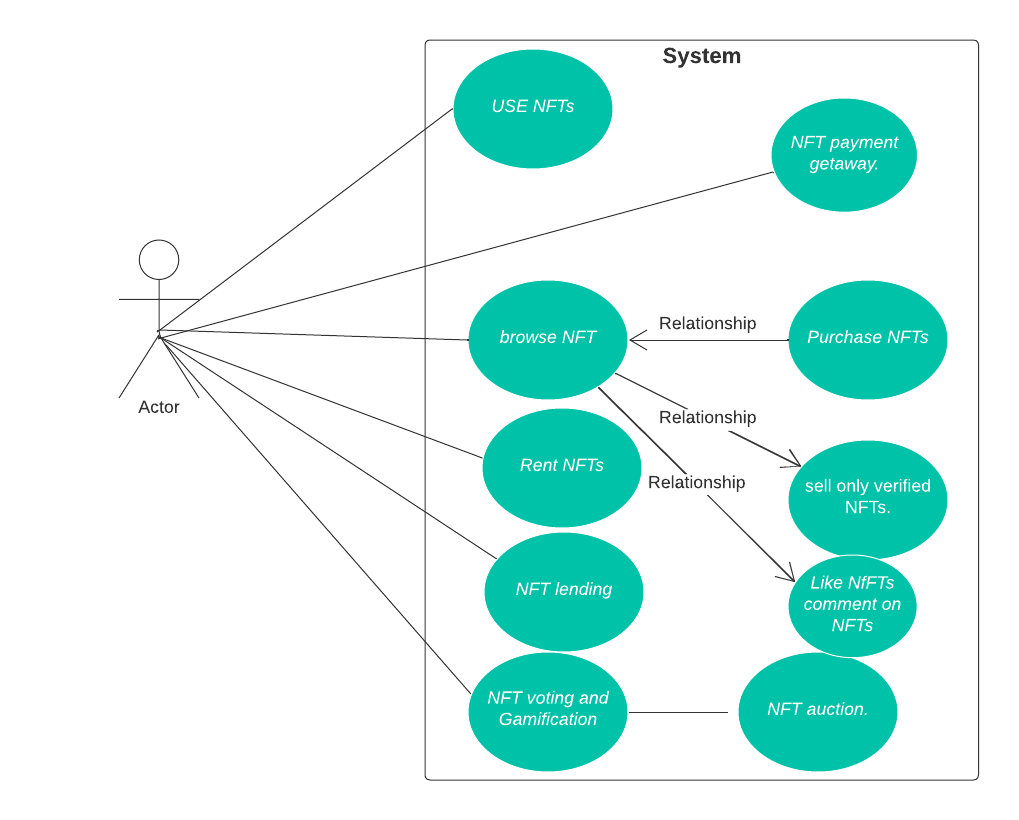 System
USE NFTs
NFT payment
getaway.
Actor
browse NFT
Relationship
Purchase NFTs
Relationship
Rent NFTs
Relationship
sell only verified
NFTs.
NFT lending
Like NfFTs
comment on
NFTs
NFT voting and
Gamification
NFT auction.